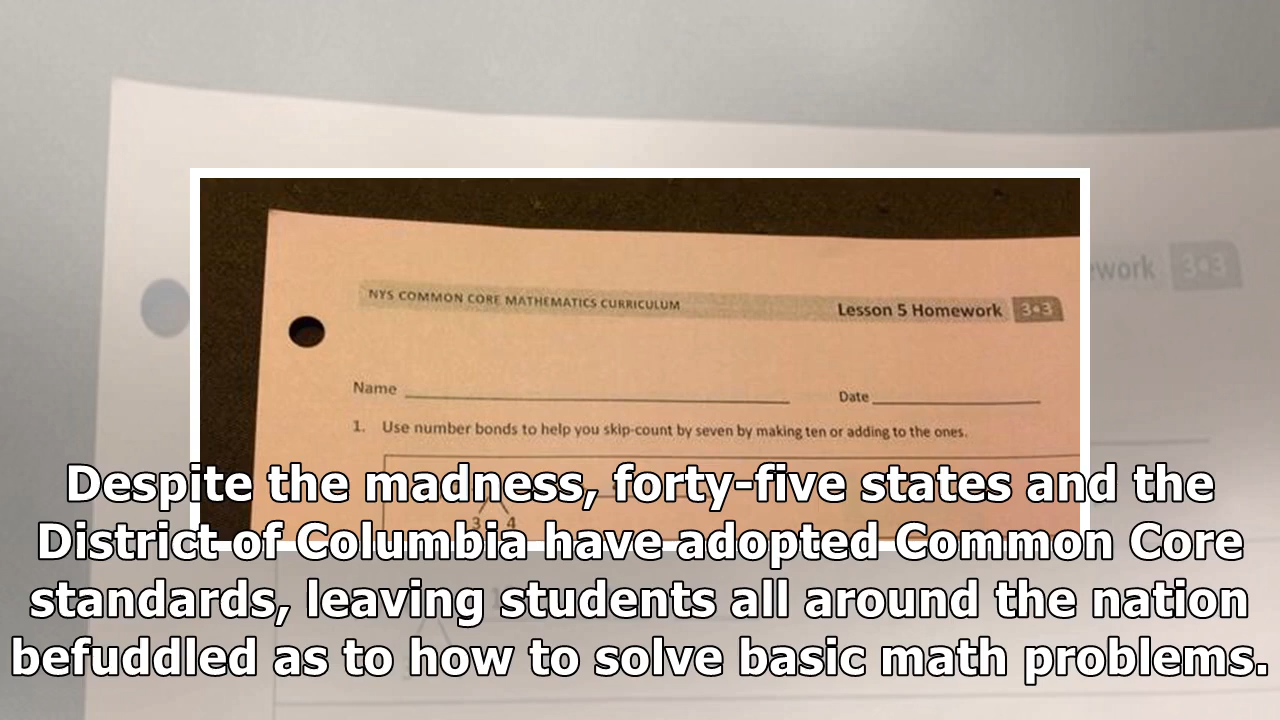 ework 3•3
NYS COMMON CORE MATHEMATICS CURRICULUM
Lesson 5 Homework 3•3
Name
Date
1. Use number bonds to help you skip-count by seven by making ten or adding to the ones.
3 4
Despite the madness, forty-five states and the
District of Columbia have adopted Common Core
standards, leaving students all around the nation
befuddled as to how to solve basic math problems.